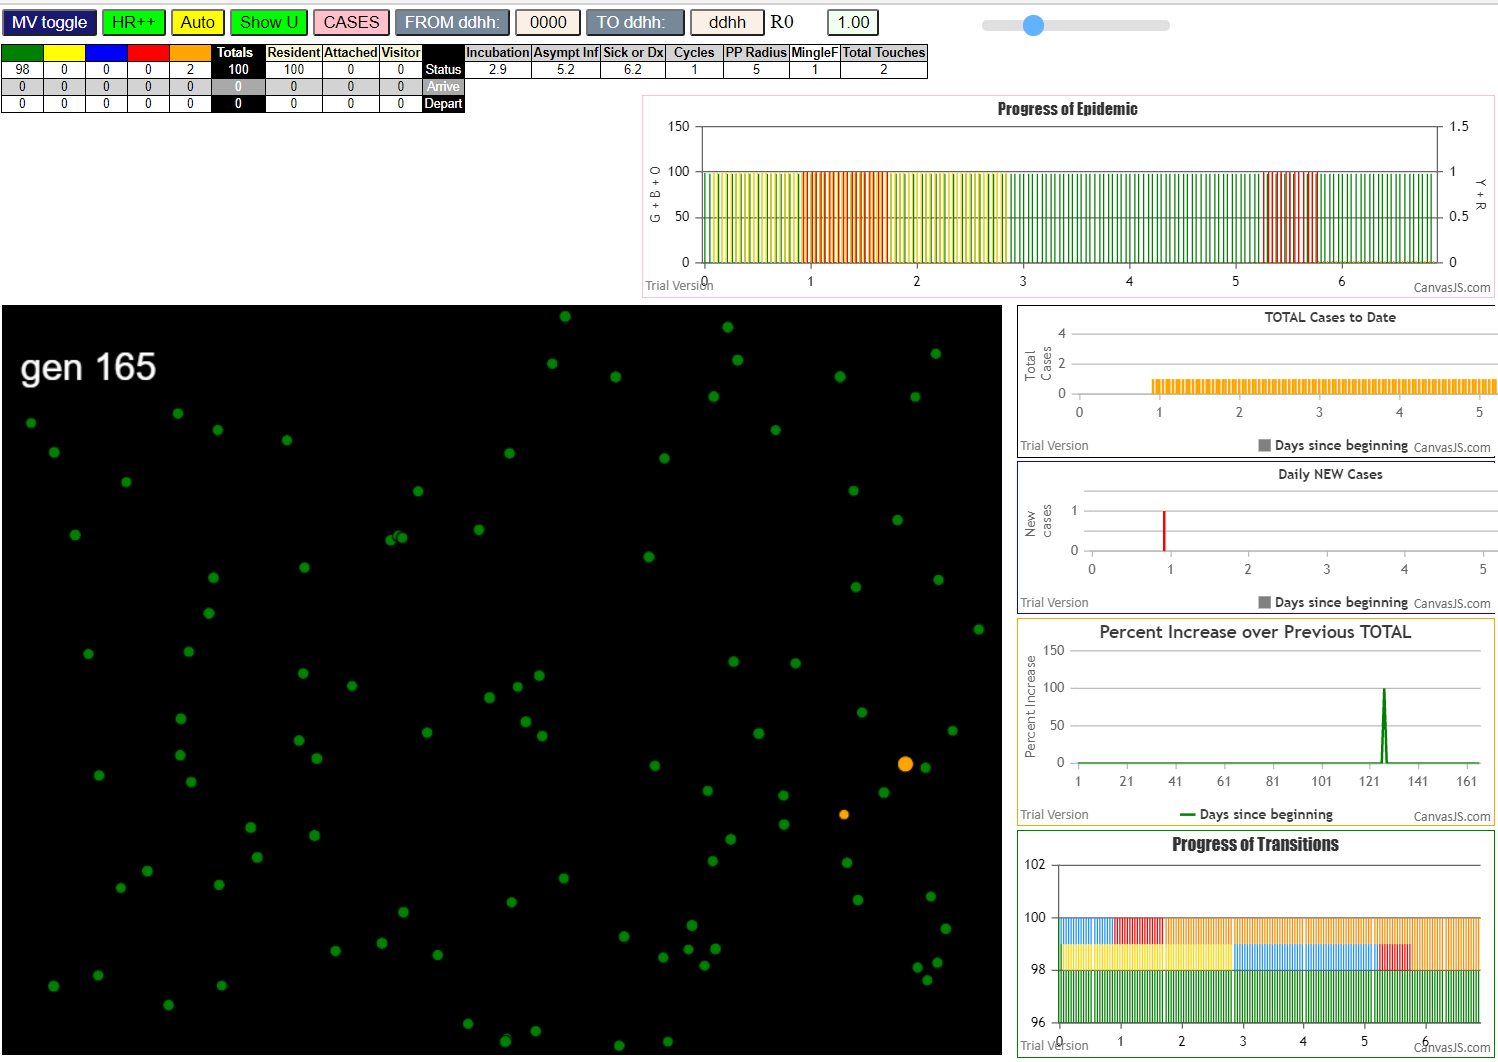 MV toggle HR++ Auto Show U CASES FROM ddhh: 0000 TO ddhh: ddhh R0 1.00
Totals Resident Attached Visitor Incubation Asympt Inf Sick or Dx Cycles PP Radius MingleF Total Touches
98 0 0 0 2 100 100 0 0 Status 2.9 5.2 6.2 1 5 1 2
0 0 0 0 0 0 0 0 0 Arrive
0 0 0 0 0 0 0 0 0 Depart
Progress of Epidemic
150 1.5
100 1
50 0.5
0 0
G + B + O
Y + R
0 1 2 3 4 5 6
Trial Version CanvasJS.com
gen 165
TOTAL Cases to Date
Total Cases
4
2
0
0 1 2 3 4 5
Days since beginning
Trial Version CanvasJS.com
Daily NEW Cases
New cases
1
0
0 1 2 3 4 5
Days since beginning
Trial Version CanvasJS.com
Percent Increase over Previous TOTAL
Percent Increase
150
100
50
0
1 21 41 61 81 101 121 141 161
Days since beginning
Trial Version CanvasJS.com
Progress of Transitions
102
100
98
96
0 1 2 3 4 5 6
Trial Version CanvasJS.com